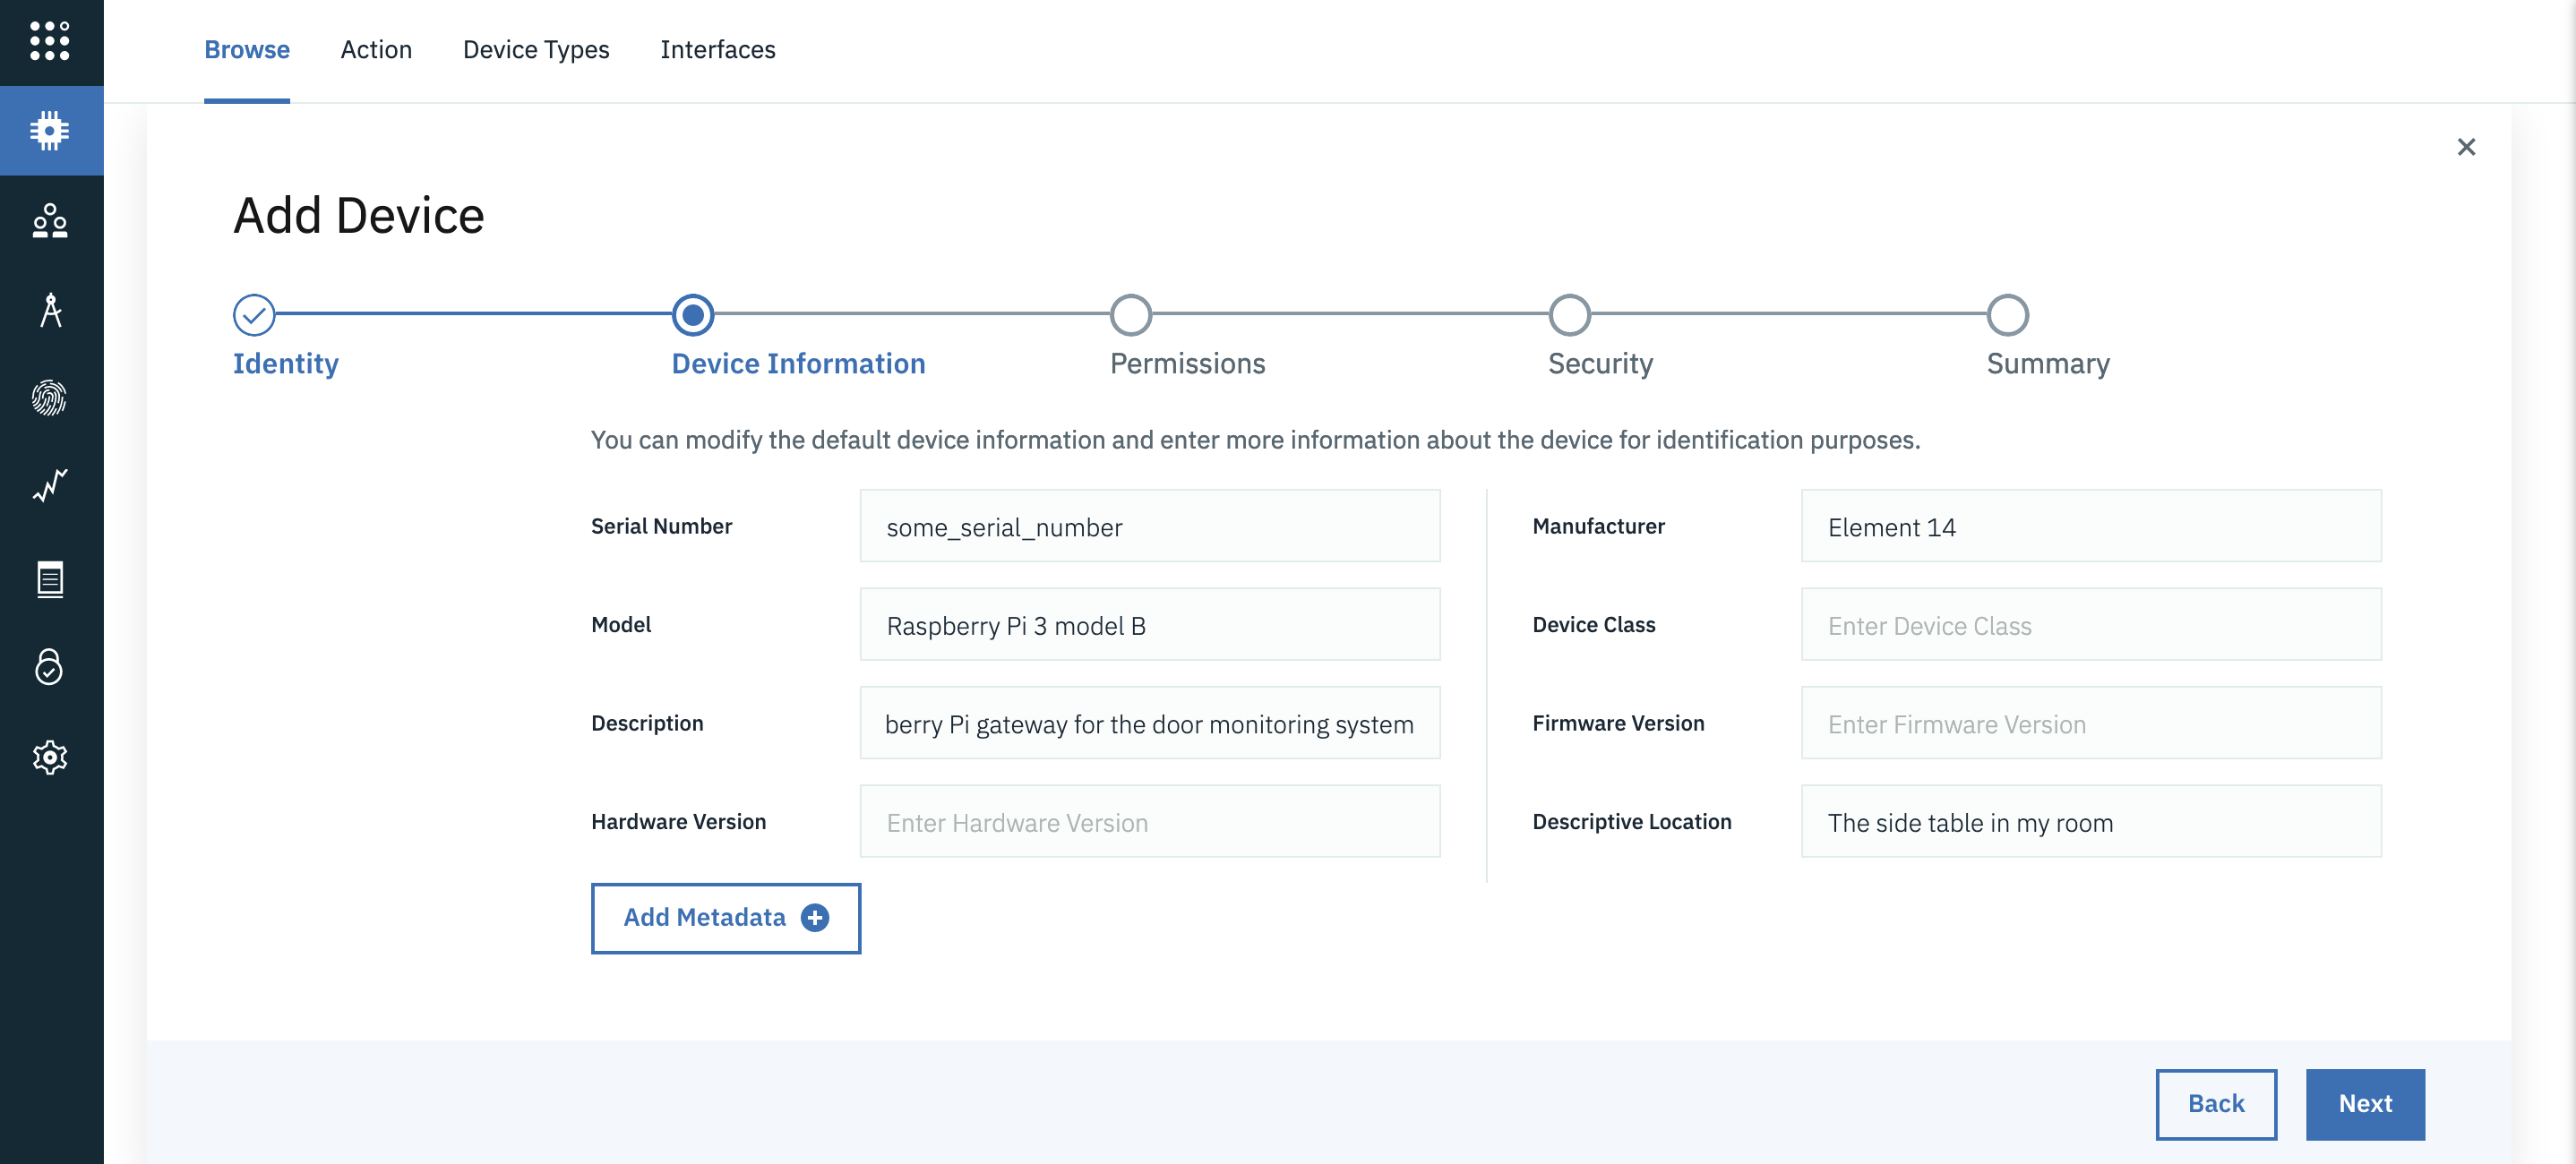 Browse Action Device Types Interfaces
Add Device
Identity Device Information Permissions Security Summary
You can modify the default device information and enter more information about the device for identification purposes.
Serial Number some_serial_number Manufacturer Element 14
Model Raspberry Pi 3 model B Device Class Enter Device Class
Description berry Pi gateway for the door monitoring system Firmware Version Enter Firmware Version
Hardware Version Enter Hardware Version Descriptive Location The side table in my room
Add Metadata
Back Next